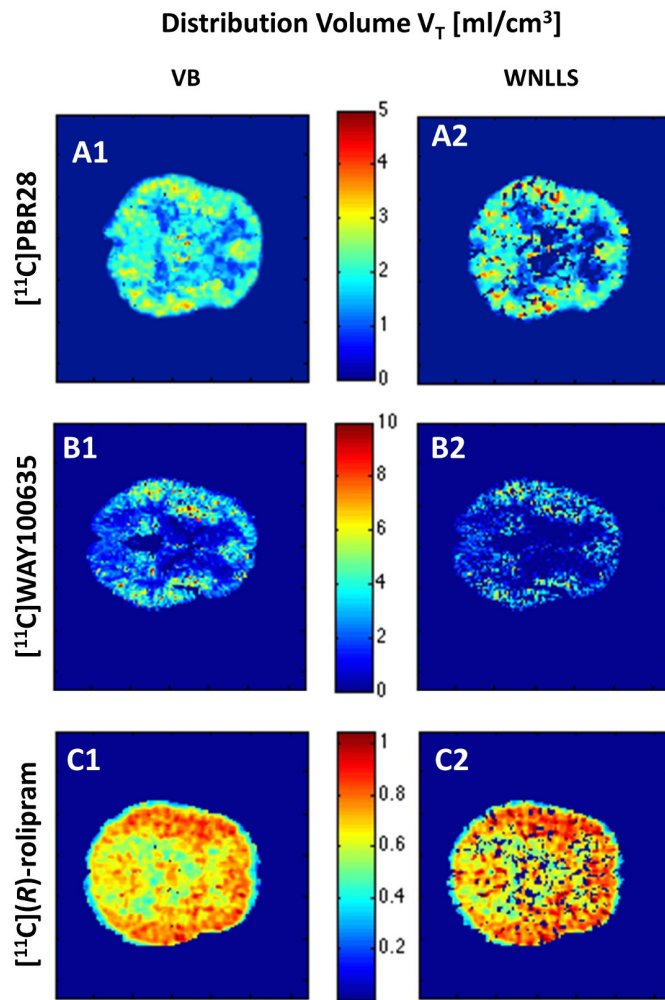 Distribution Volume V_T [ml/cm³]
VB
WNLLS
[¹¹C]PBR28
A1
5
4
3
2
1
0
A2
[¹¹C]WAY100635
B1
10
8
6
4
2
0
B2
[¹¹C](R)-rolipram
C1
1
0.8
0.6
0.4
0.2
C2